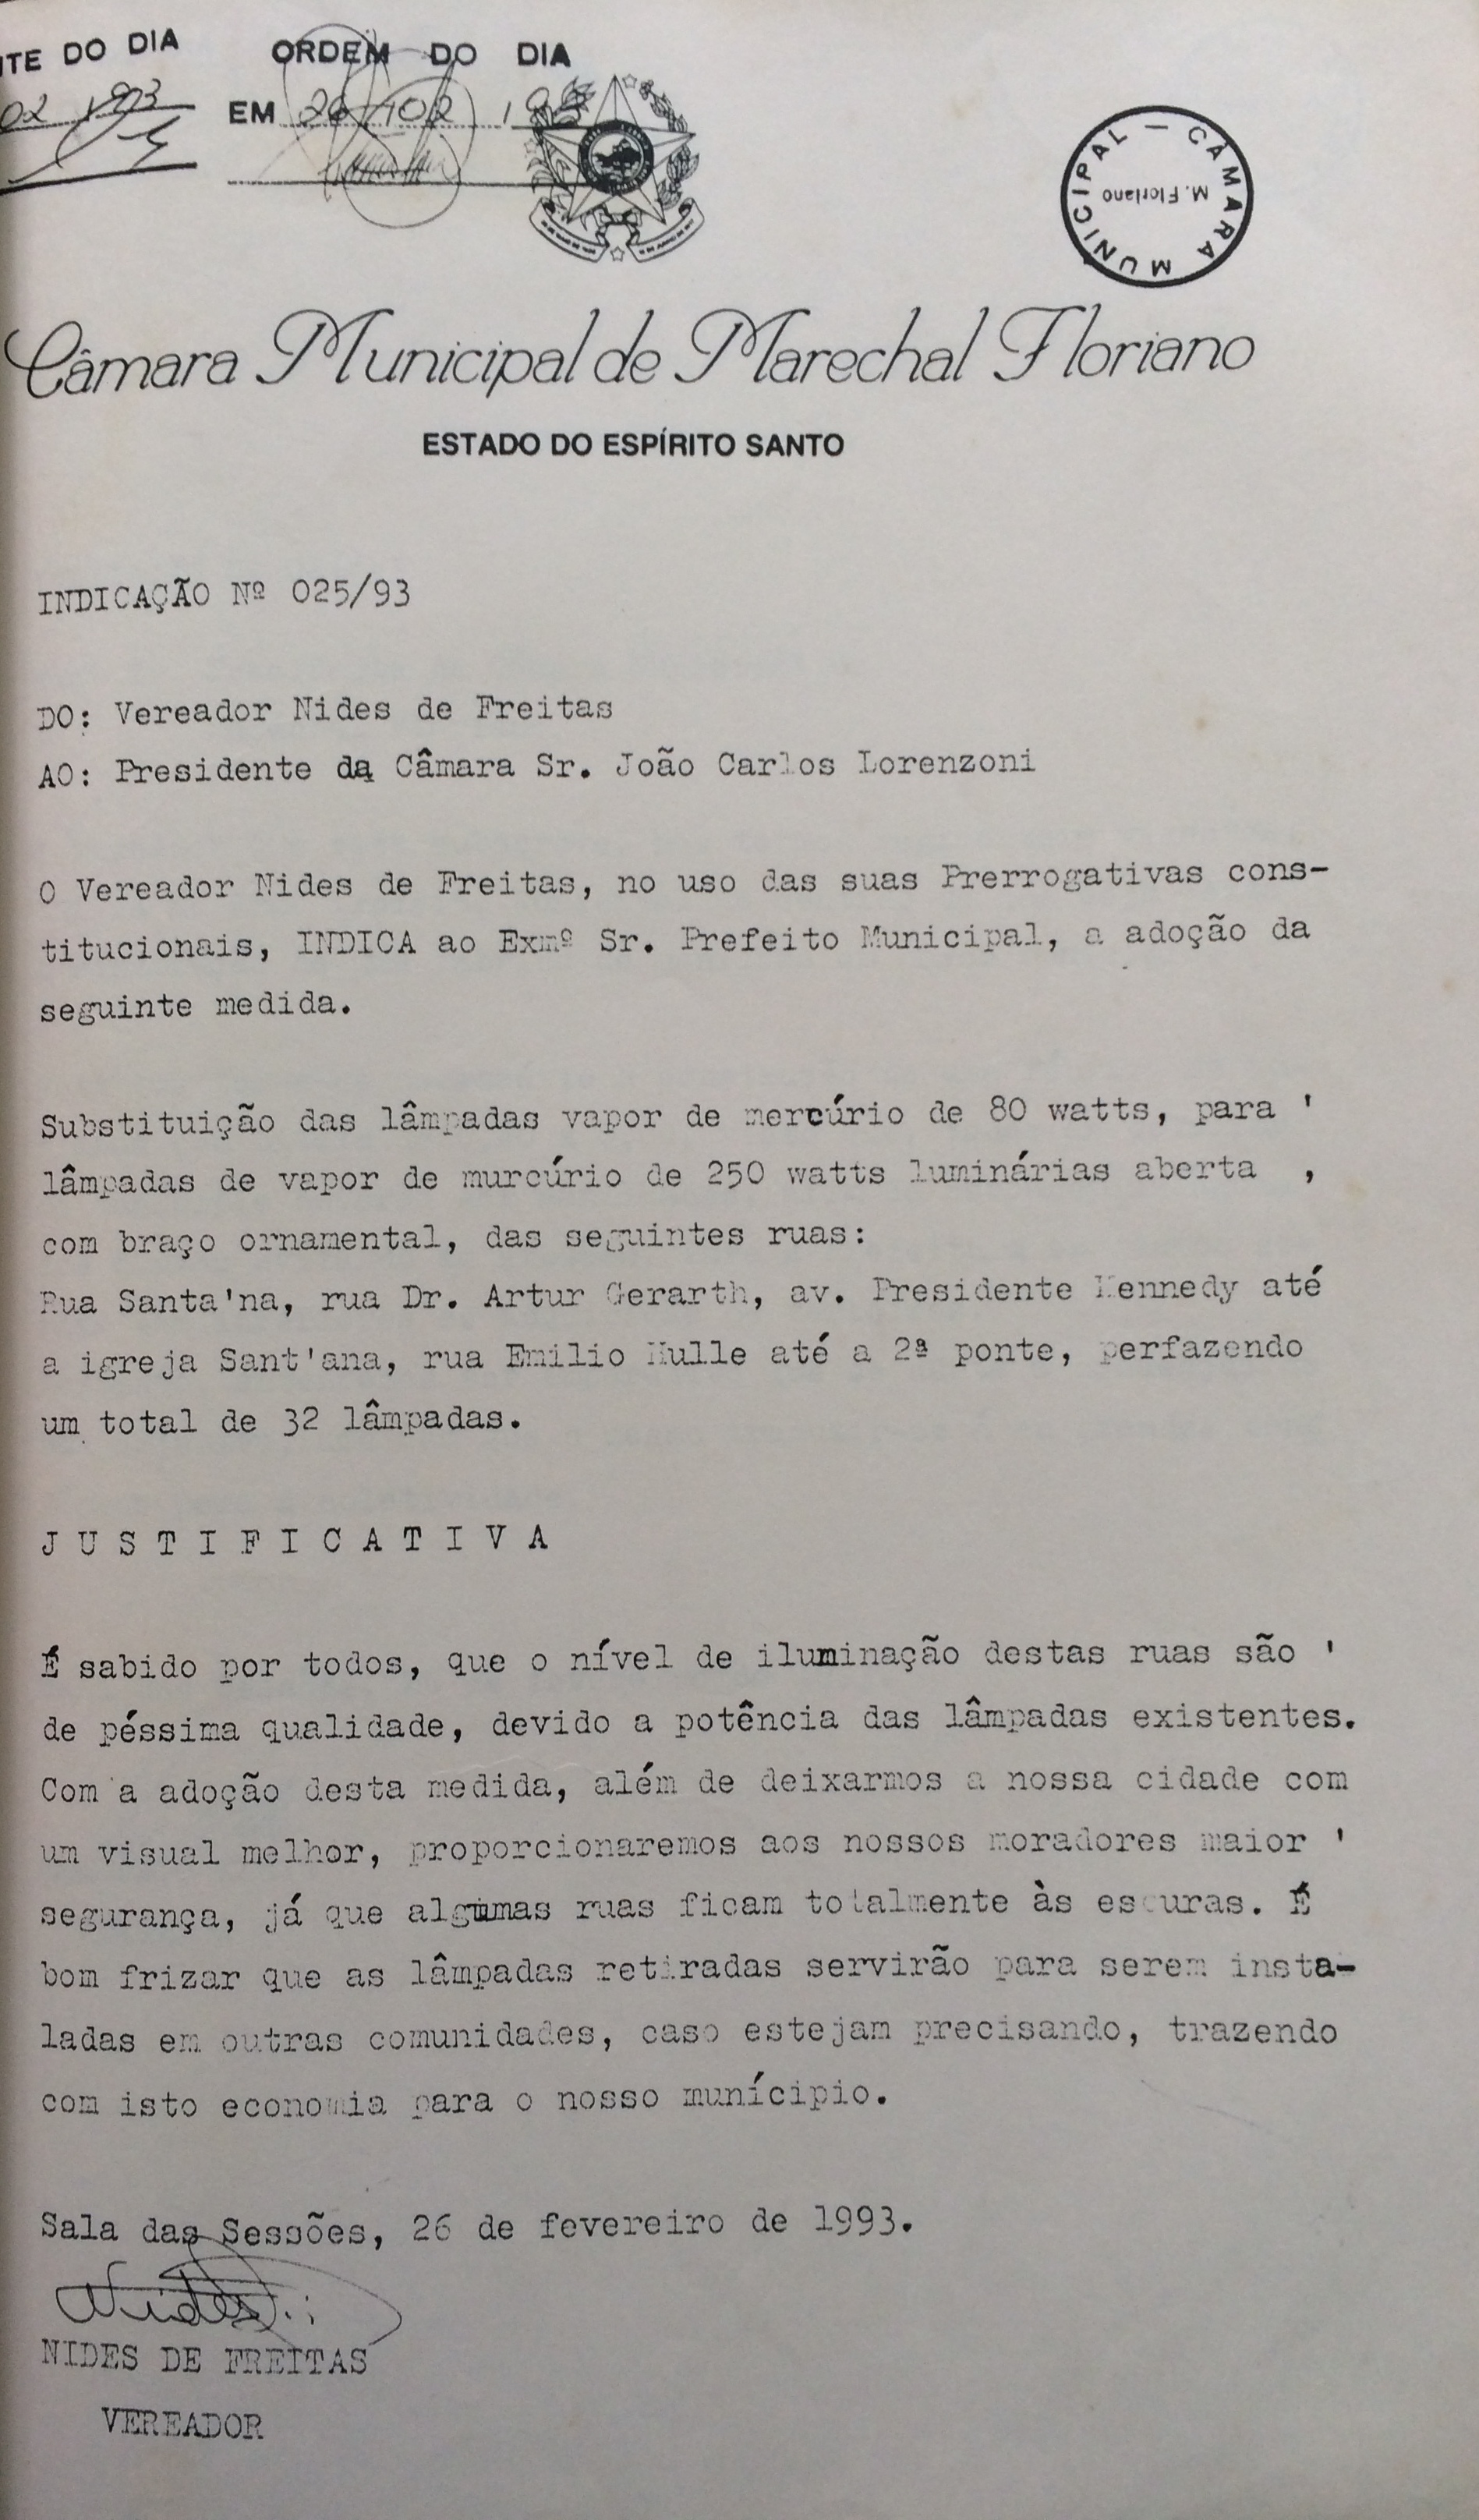 TE DO DIA
ORDEM DO DIA
02 1993
EM 26/02
CÂMARA MUNICIPAL —
M. Floriano
Câmara Municipal de Marechal Floriano
ESTADO DO ESPÍRITO SANTO
INDICAÇÃO Nº 025/93
DO: Vereador Nides de Freitas
AO: Presidente da Câmara Sr. João Carlos Lorenzoni
O Vereador Nides de Freitas, no uso das suas Prerrogativas cons-
titucionais, INDICA ao Exmº Sr. Prefeito Municipal, a adoção da
seguinte medida.
Substituição das lâmpadas vapor de mercúrio de 80 watts, para '
lâmpadas de vapor de murcúrio de 250 watts luminárias aberta ,
com braço ornamental, das seguintes ruas:
Rua Santa'na, rua Dr. Artur Gerarth, av. Presidente Kennedy até
a igreja Sant'ana, rua Emilio Hulle até a 2ª ponte, perfazendo
um total de 32 lâmpadas.
J U S T I F I C A T I V A
É sabido por todos, que o nível de iluminação destas ruas são '
de péssima qualidade, devido a potência das lâmpadas existentes.
Com a adoção desta medida, além de deixarmos a nossa cidade com
um visual melhor, proporcionaremos aos nossos moradores maior '
segurança, já que algumas ruas ficam totalmente às escuras. É
bom frizar que as lâmpadas retiradas servirão para serem insta-
ladas em outras comunidades, caso estejam precisando, trazendo
com isto economia para o nosso munícipio.
Sala das Sessões, 26 de fevereiro de 1993.
NIDES DE FREITAS
VEREADOR